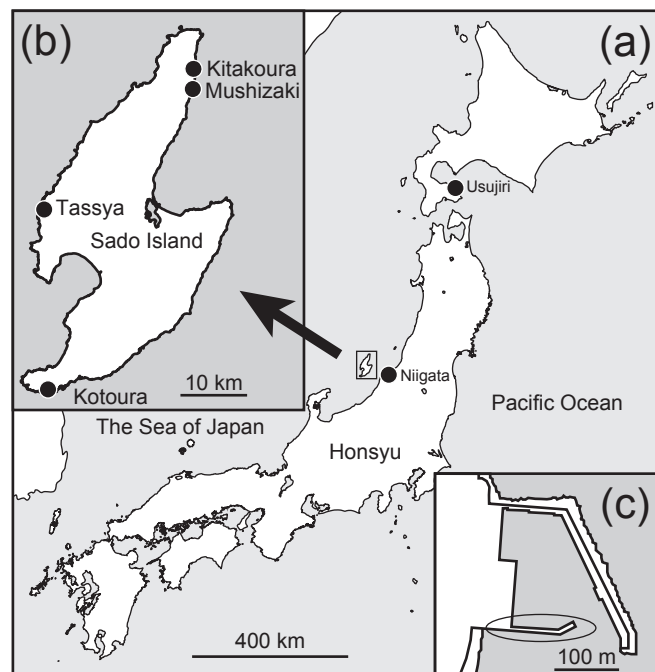 (b)
(a)
Kitakoura
Mushizaki
Usujiri
Tassya
Sado Island
10 km
Niigata
Kotoura
Pacific Ocean
The Sea of Japan
Honsyu
(c)
400 km
100 m